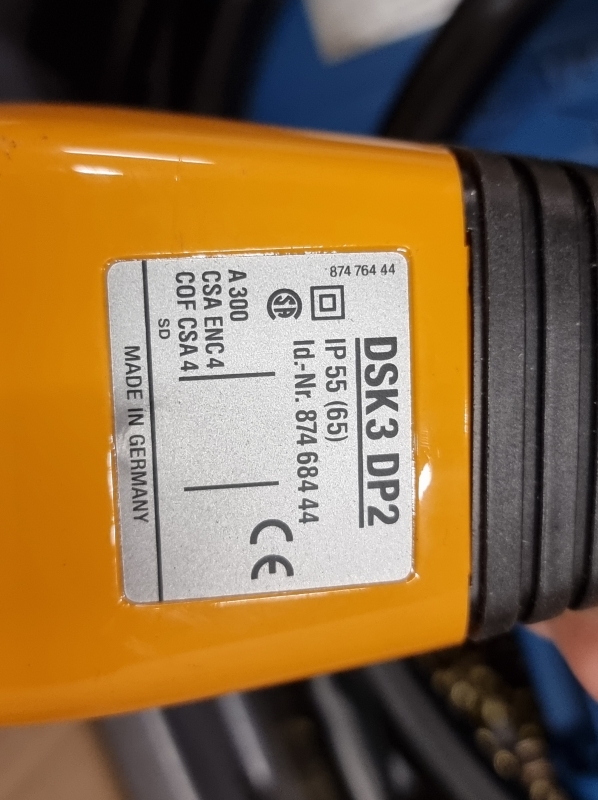 874 764 44
DSK3 DP2
IP 55 (65)
Id.-Nr. 874 684 44
CE
A 300
CSA ENC 4
COF CSA 4
SD
MADE IN GERMANY